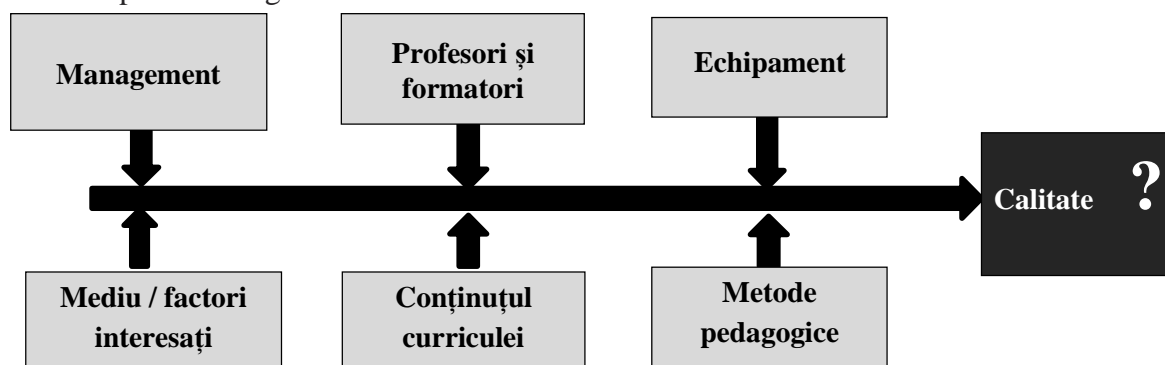 Management
Profesori și
formatori
Echipament
Calitate ?
Mediu / factori
interesați
Conținutul
curriculei
Metode
pedagogice